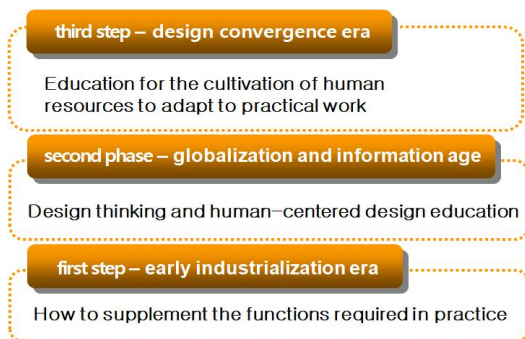 third step – design convergence era
Education for the cultivation of human
resources to adapt to practical work
second phase – globalization and information age
Design thinking and human-centered design education
first step – early industrialization era
How to supplement the functions required in practice